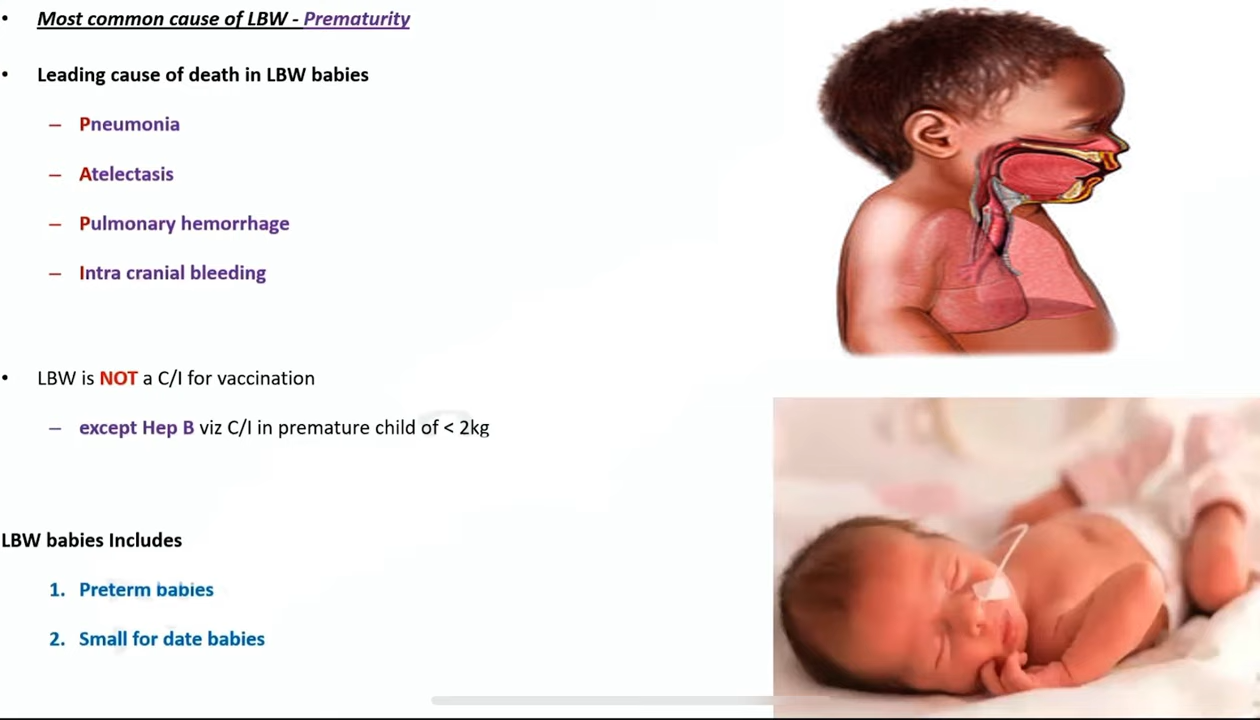 • Most common cause of LBW - Prematurity
• Leading cause of death in LBW babies
– Pneumonia
– Atelectasis
– Pulmonary hemorrhage
– Intra cranial bleeding
• LBW is NOT a C/I for vaccination
– except Hep B viz C/I in premature child of < 2kg
LBW babies Includes
1. Preterm babies
2. Small for date babies